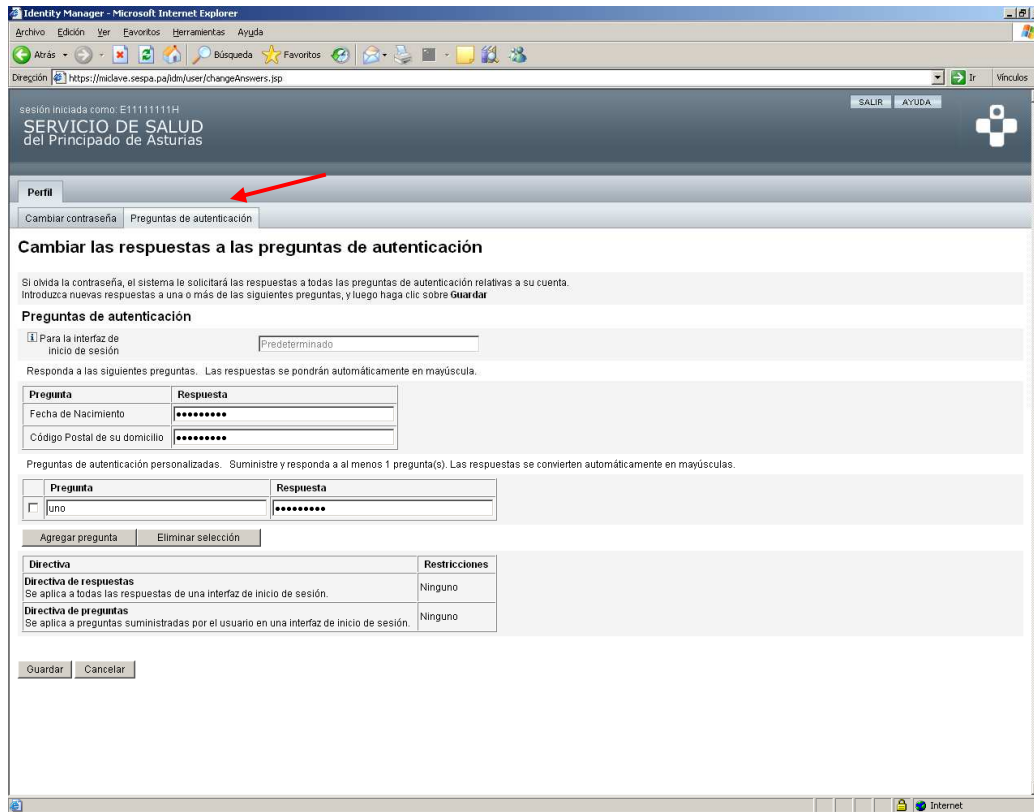 Identity Manager - Microsoft Internet Explorer
Archivo Edición Ver Favoritos Herramientas Ayuda
Atrás Búsqueda Favoritos
Dirección https://miclave.sespa.pa/idm/user/changeAnswers.jsp Ir Vínculos
sesión iniciada como: E11111111H SALIR AYUDA
SERVICIO DE SALUD
del Principado de Asturias
Perfil
Cambiar contraseña Preguntas de autenticación
Cambiar las respuestas a las preguntas de autenticación
Si olvida la contraseña, el sistema le solicitará las respuestas a todas las preguntas de autenticación relativas a su cuenta.
Introduzca nuevas respuestas a una o más de las siguientes preguntas, y luego haga clic sobre Guardar
Preguntas de autenticación
i Para la interfaz de
inicio de sesión
Predeterminado
Responda a las siguientes preguntas. Las respuestas se pondrán automáticamente en mayúscula.
Pregunta Respuesta
Fecha de Nacimiento •••••••••
Código Postal de su domicilio •••••••••
Preguntas de autenticación personalizadas. Suministre y responda a al menos 1 pregunta(s). Las respuestas se convierten automáticamente en mayúsculas.
Pregunta Respuesta
uno •••••••••
Agregar pregunta Eliminar selección
Directiva Restricciones
Directiva de respuestas
Se aplica a todas las respuestas de una interfaz de inicio de sesión.
Ninguno
Directiva de preguntas
Se aplica a preguntas suministradas por el usuario en una interfaz de inicio de sesión.
Ninguno
Guardar Cancelar
Internet